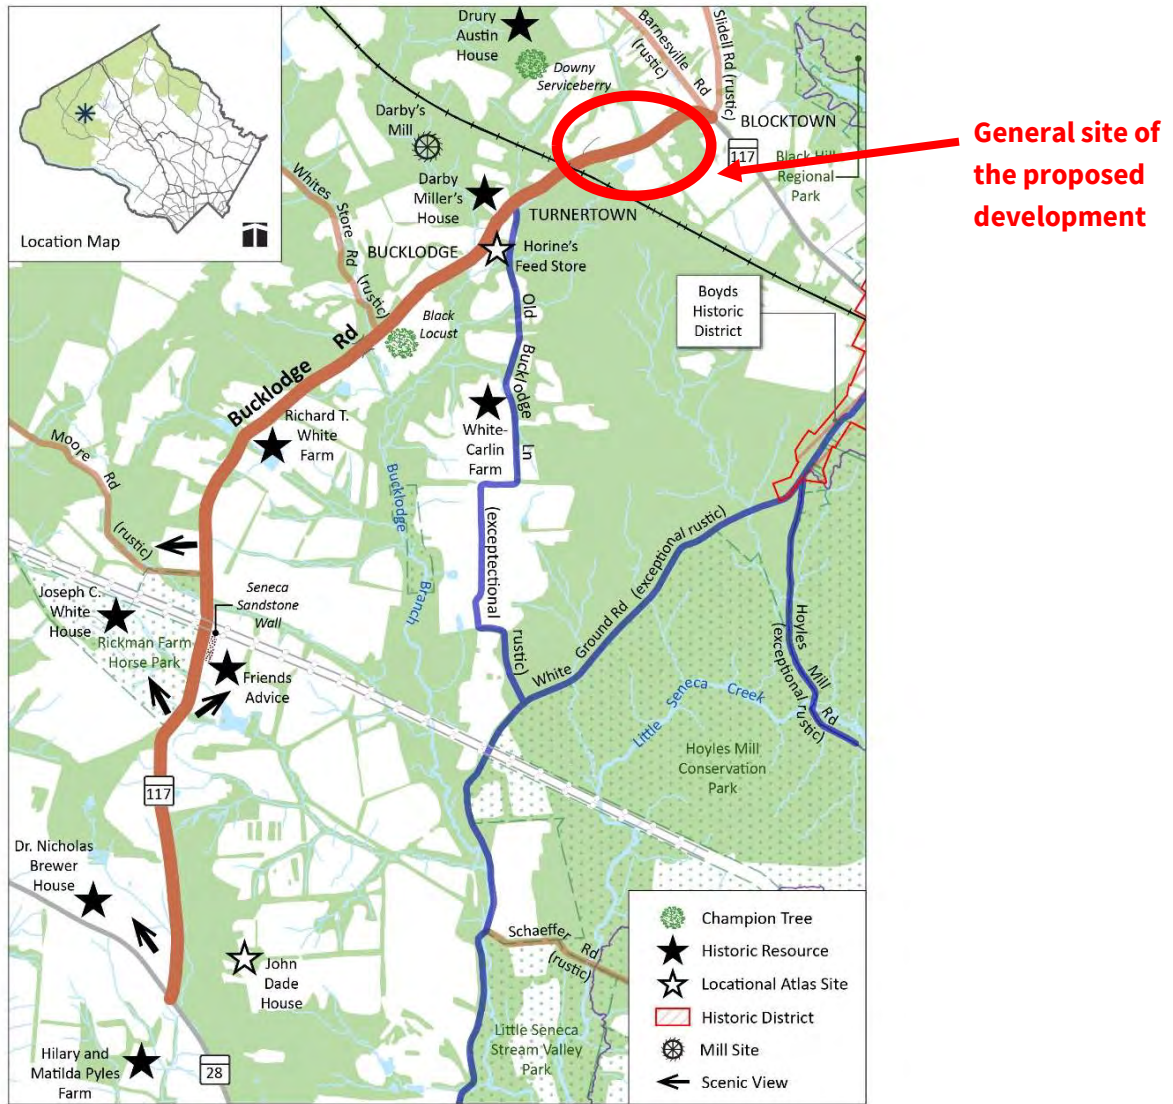 Location Map
Drury
Austin
House
Downy
Serviceberry
Barnesville Rd
(rustic)
Slidell Rd (rustic)
BLOCKTOWN
117
Black Hill
Regional
Park
General site of
the proposed
development
Darby's
Mill
Darby
Miller's
House
TURNERTOWN
BUCKLODGE
Horine's
Feed Store
Whites Store Rd (rustic)
Black
Locust
Boyds
Historic
District
Bucklodge Rd
Old Bucklodge Ln
(exceptectional rustic)
Richard T.
White
Farm
White-
Carlin
Farm
Moore Rd
(rustic)
Bucklodge Branch
White Ground Rd (exceptional rustic)
Hoyles Mill Rd
(exceptional rustic)
Seneca
Sandstone
Wall
Joseph C.
White
House
Rickman Farm
Horse Park
Friends
Advice
Little Seneca Creek
Hoyles Mill
Conservation
Park
117
Dr. Nicholas
Brewer
House
John
Dade
House
Schaeffer Rd
(rustic)
Little Seneca
Stream Valley
Park
Hilary and
Matilda Pyles
Farm
28
Champion Tree
Historic Resource
Locational Atlas Site
Historic District
Mill Site
Scenic View